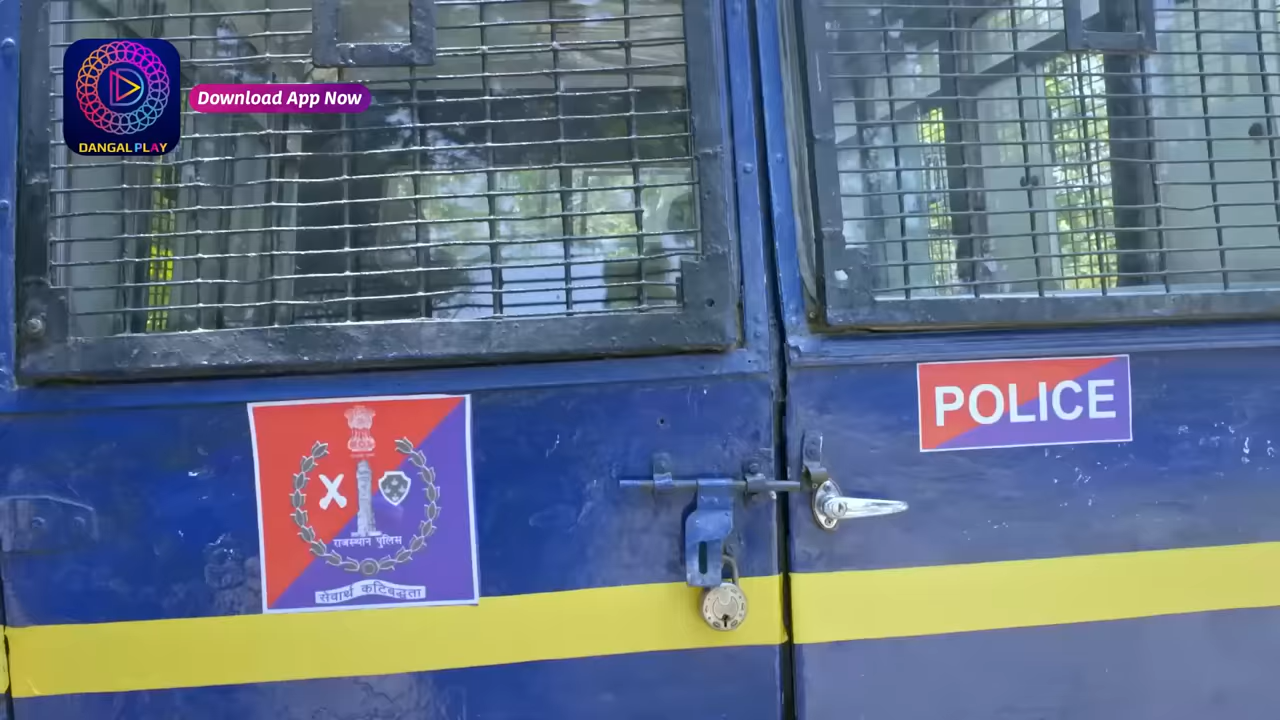 Download App Now
DANGAL PLAY
POLICE
राजस्थान पुलिस
सेवार्थ कटिबद्धता